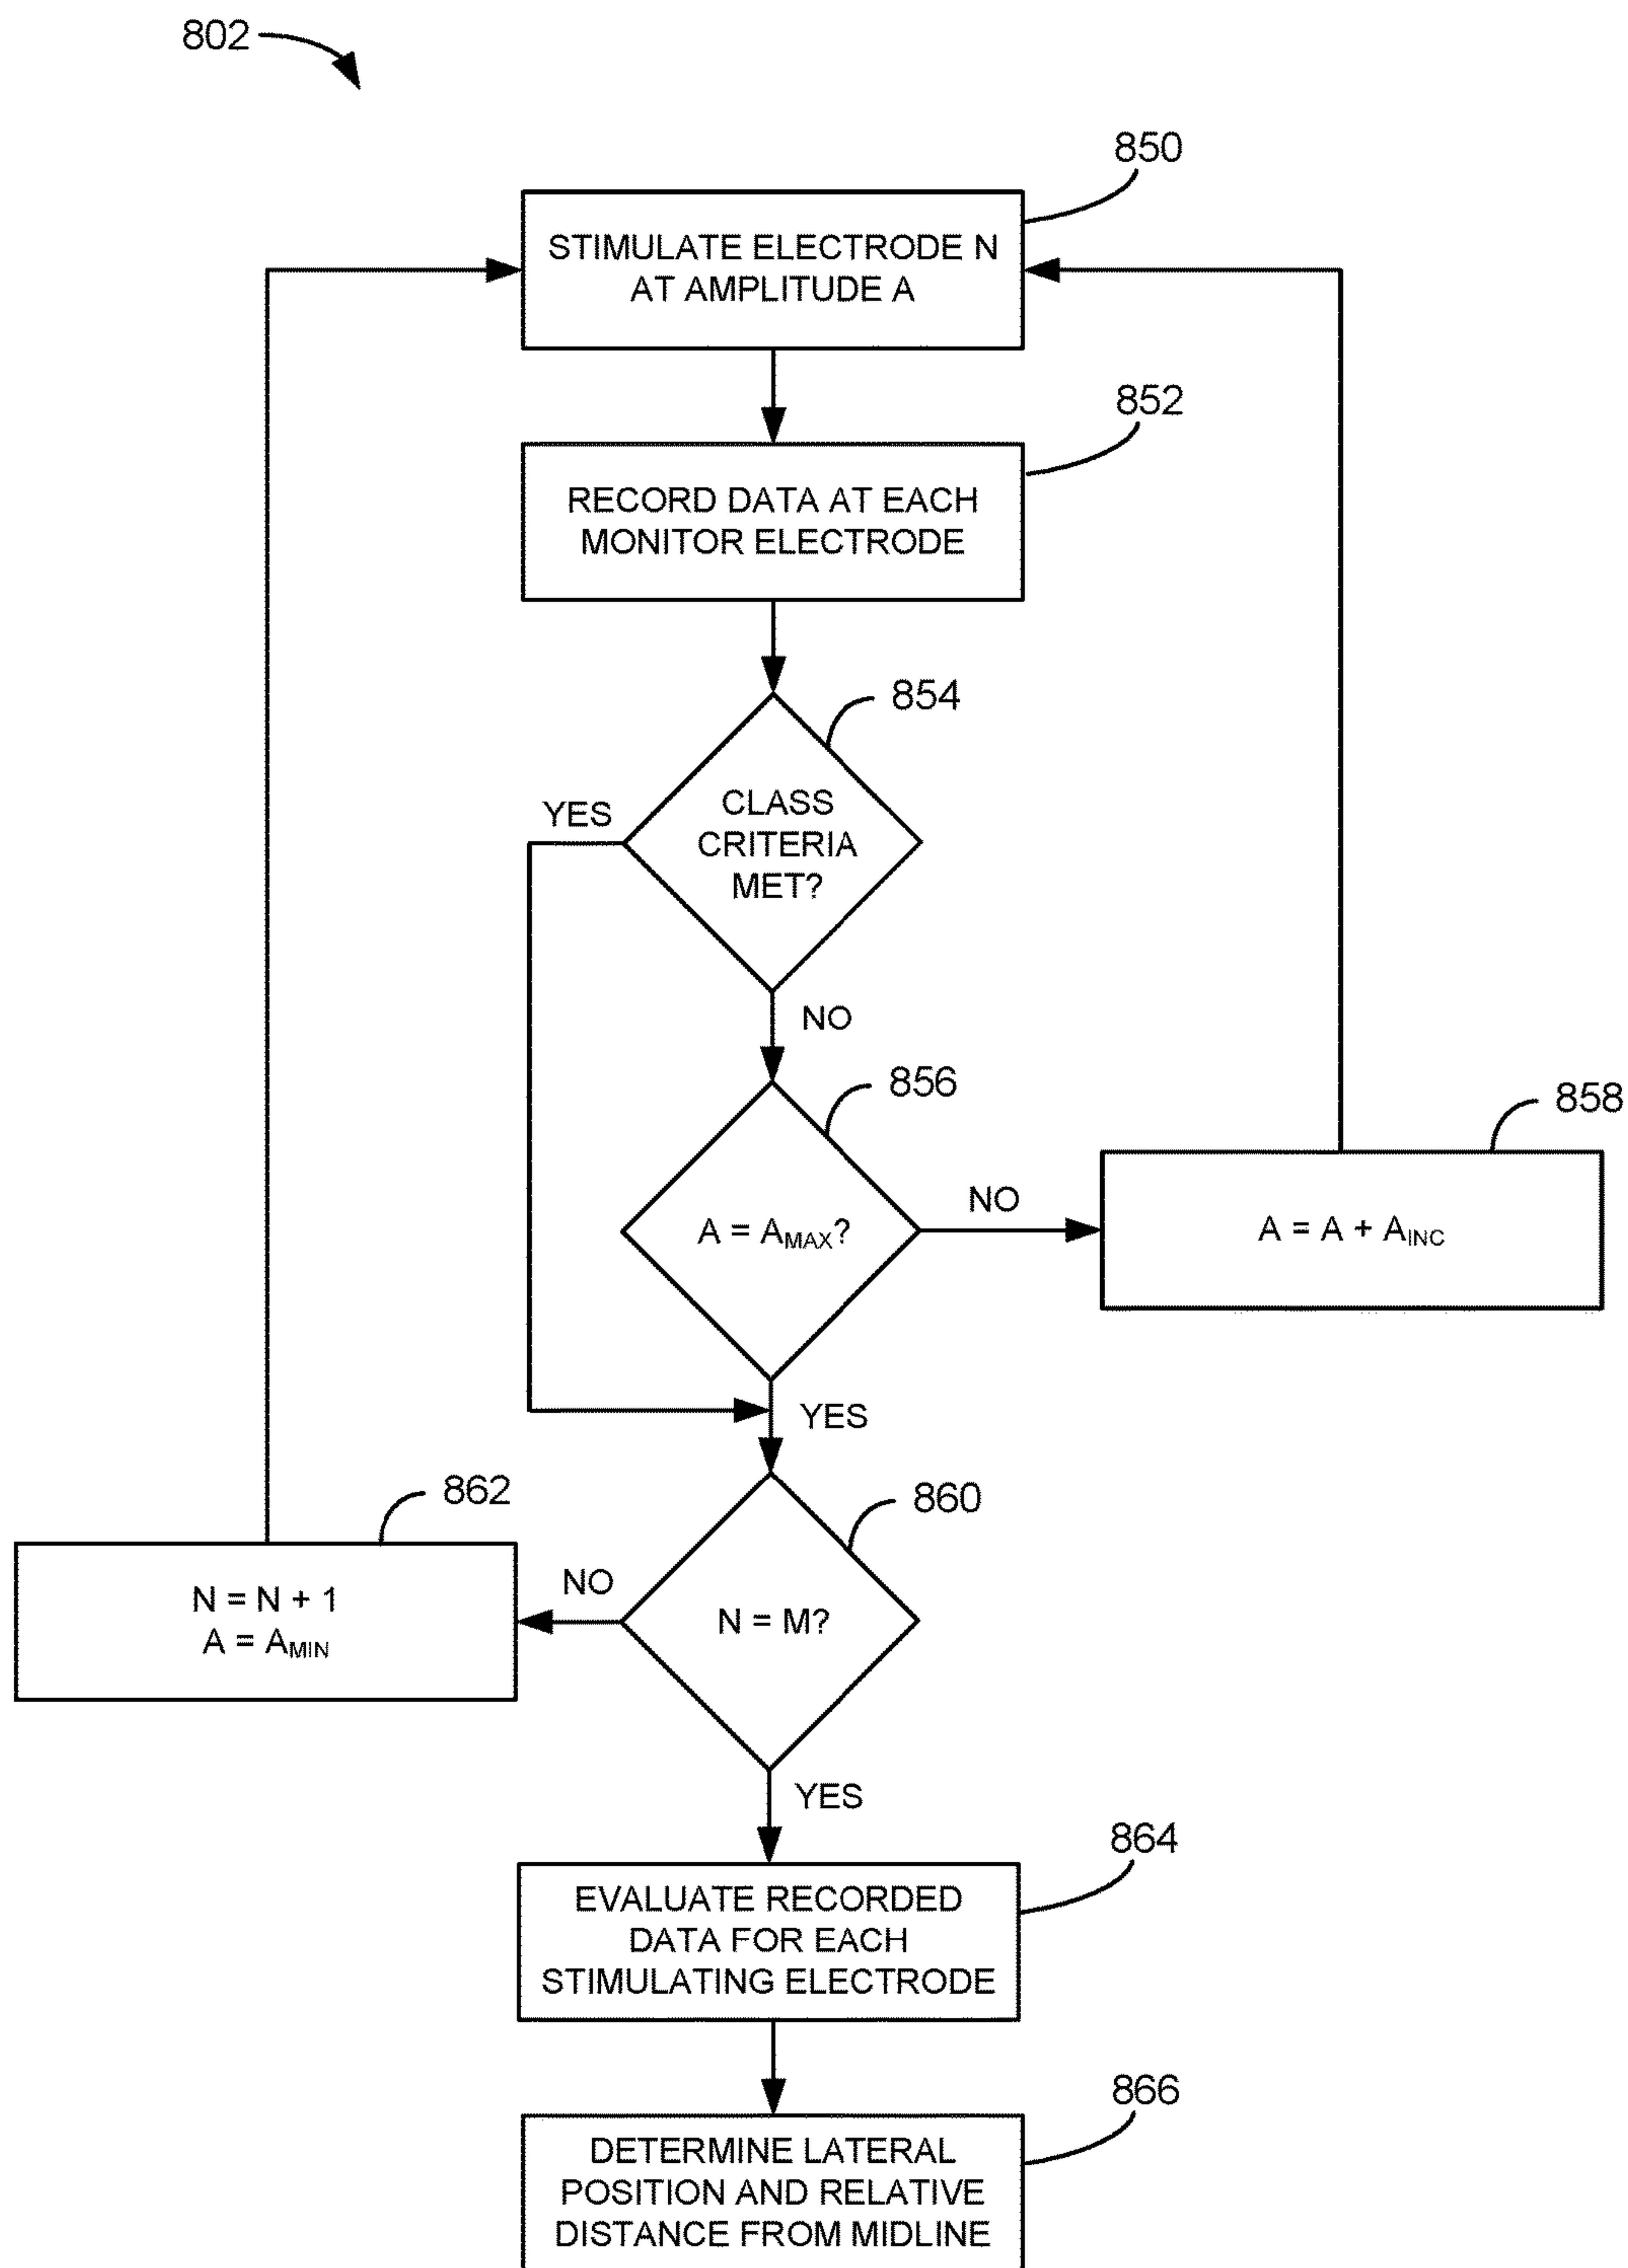 802
850
STIMULATE ELECTRODE N
AT AMPLITUDE A
852
RECORD DATA AT EACH
MONITOR ELECTRODE
854
CLASS
CRITERIA
MET?
YES
NO
856
858
A = AMAX?
NO
A = A + AINC
YES
862
860
N = N + 1
A = AMIN
NO
N = M?
YES
864
EVALUATE RECORDED
DATA FOR EACH
STIMULATING ELECTRODE
866
DETERMINE LATERAL
POSITION AND RELATIVE
DISTANCE FROM MIDLINE